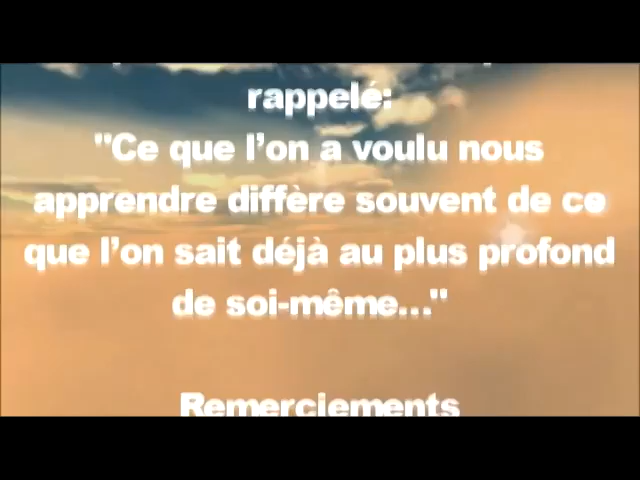 rappelé:
"Ce que l’on a voulu nous
apprendre diffère souvent de ce
que l’on sait déjà au plus profond
de soi-même..."
Remerciements